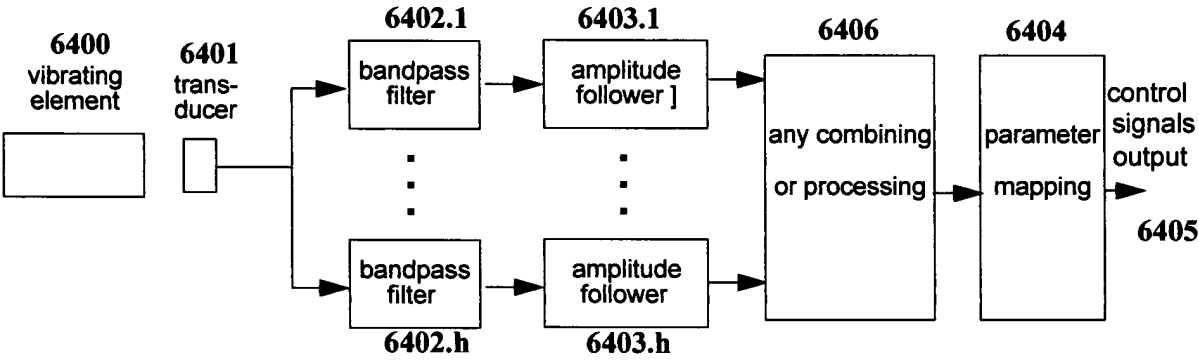 6400
vibrating
element
6401
trans-
ducer
6402.1
bandpass
filter
6403.1
amplitude
follower ]
6406
any combining
or processing
6404
parameter
mapping
control
signals
output
6405
bandpass
filter
6402.h
amplitude
follower
6403.h